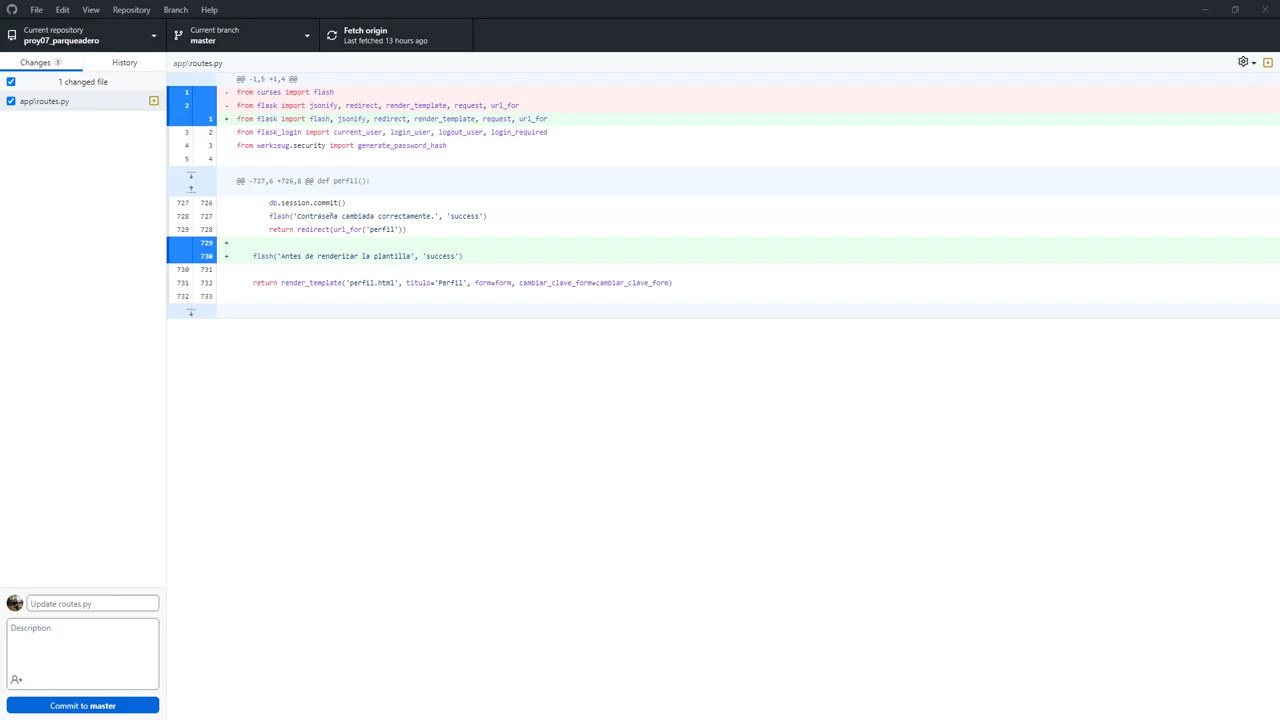 File Edit View Repository Branch Help
Current repository
proy07_parqueadero
Current branch
master
Fetch origin
Last fetched 13 hours ago
Changes 1
History
app\routes.py
1 changed file
app\routes.py
@@ -1,5 +1,4 @@
1 - from curses import flash
2 - from flask import jsonify, redirect, render_template, request, url_for
1 + from flask import flash, jsonify, redirect, render_template, request, url_for
3 2 from flask_login import current_user, login_user, logout_user, login_required
4 3 from werkzeug.security import generate_password_hash
5 4
@@ -727,6 +726,8 @@ def perfil():
727 726 db.session.commit()
728 727 flash('Contraseña cambiada correctamente.', 'success')
729 728 return redirect(url_for('perfil'))
729 +
730 + flash('Antes de renderizar la plantilla', 'success')
730 731
731 732 return render_template('perfil.html', titulo='Perfil', form=form, cambiar_clave_form=cambiar_clave_form)
732 733
Update routes.py
Description
Commit to master